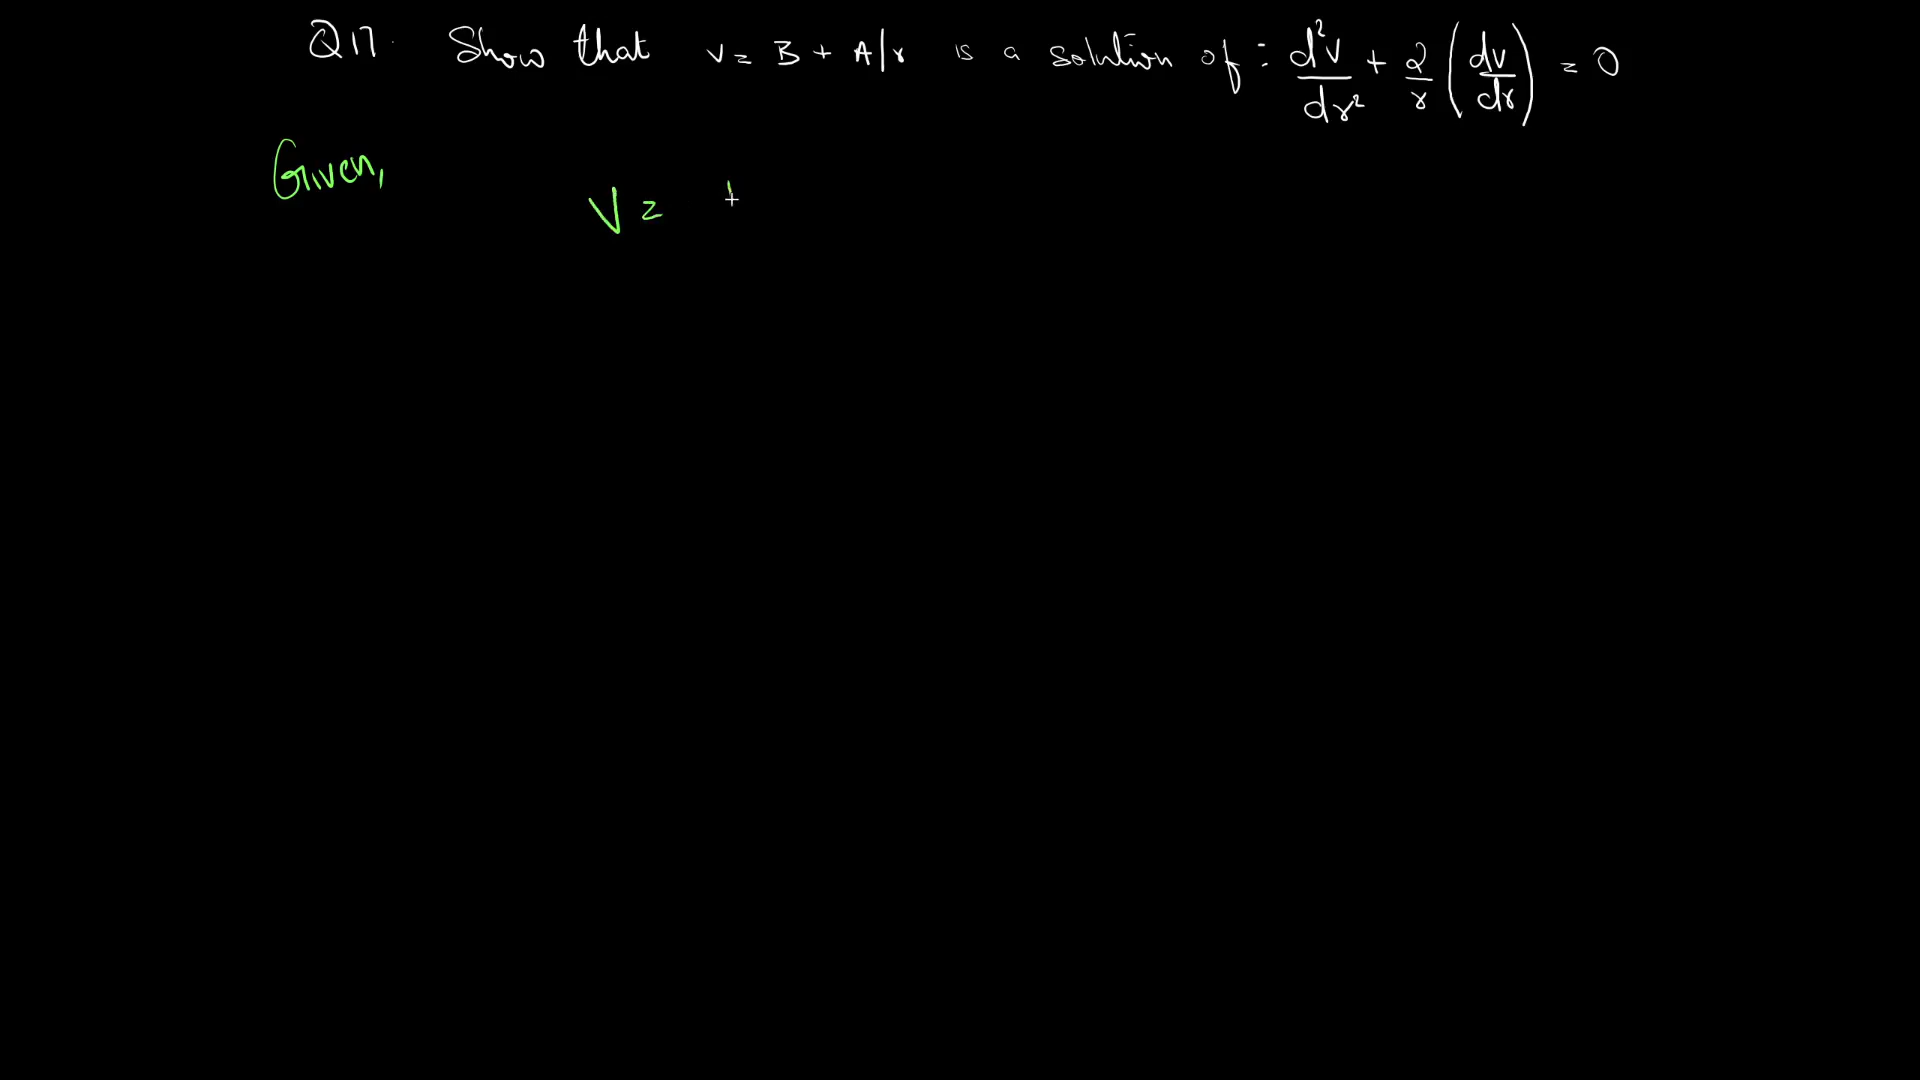 Q17. Show that v = B + A/r is a solution of : d²v/dr² + 2/r (dv/dr) = 0
Given,
V =